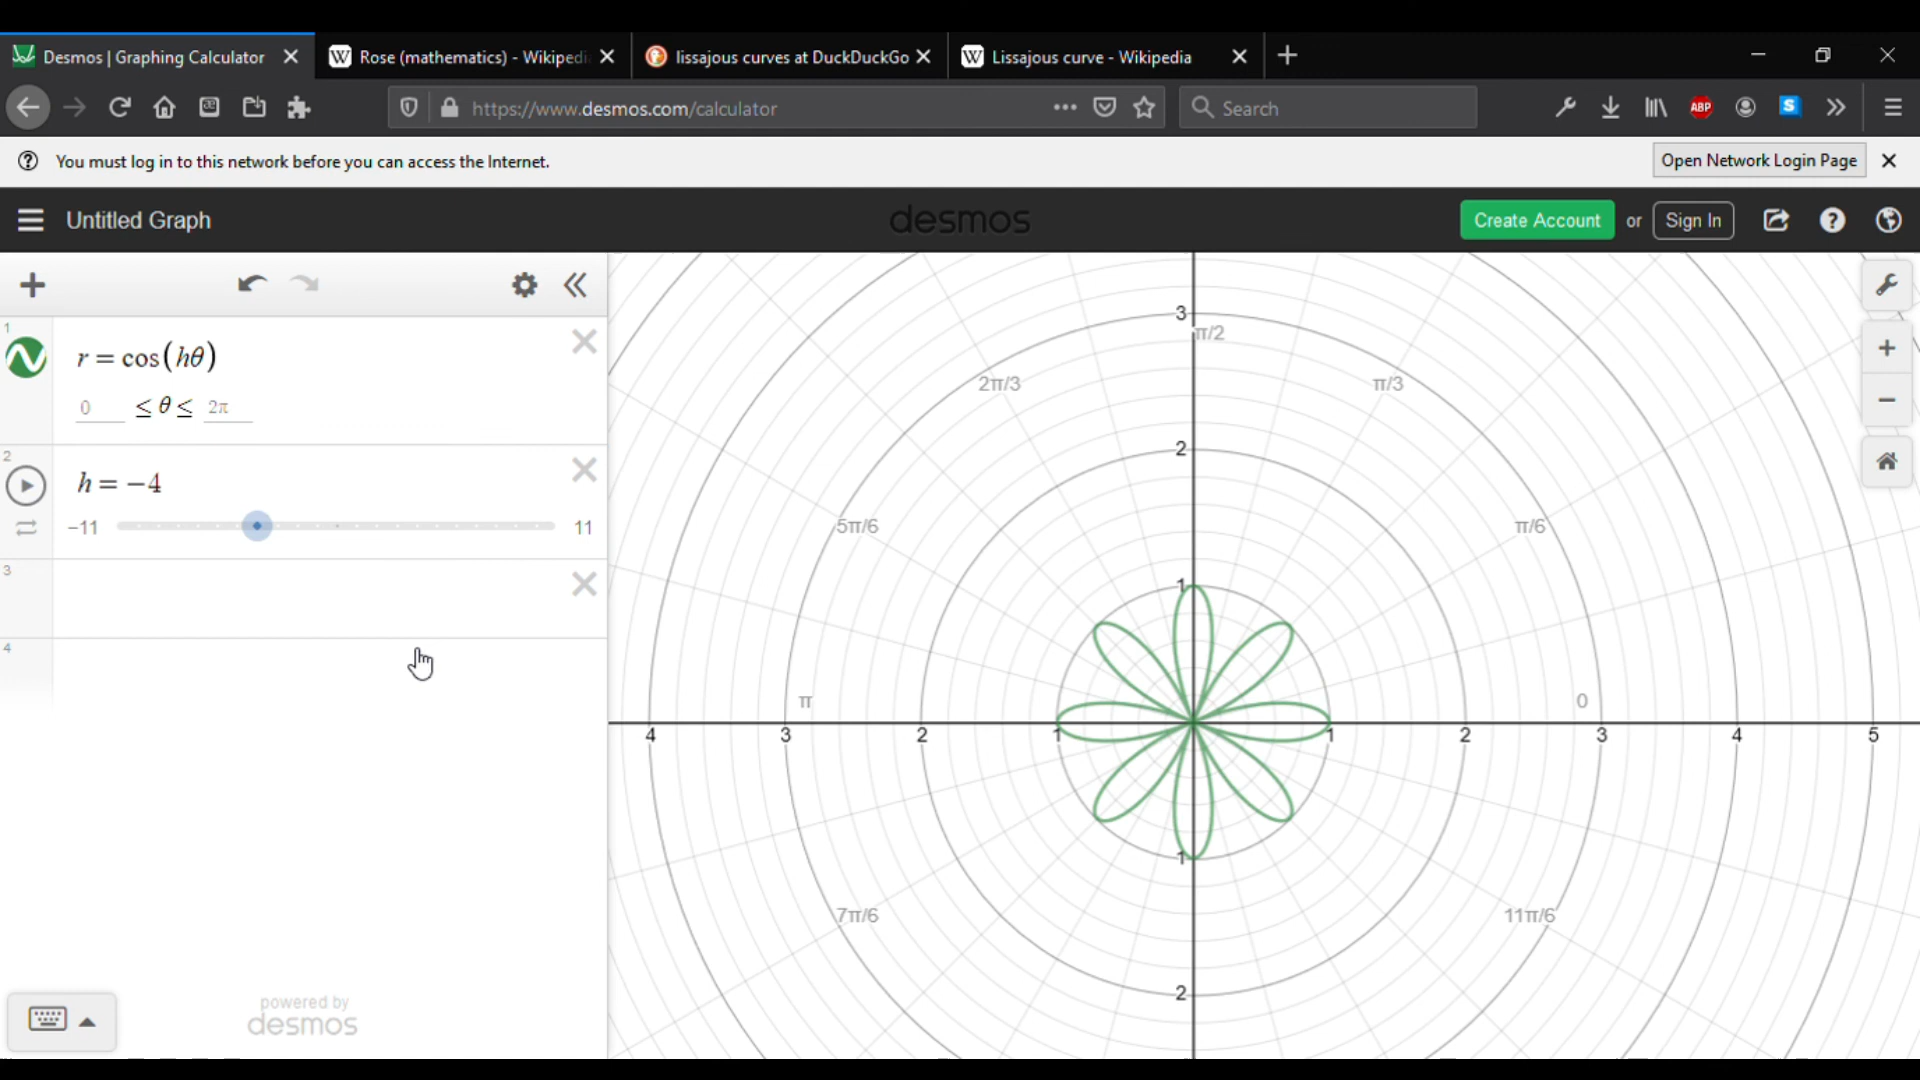 Desmos | Graphing Calculator
Rose (mathematics) - Wikipedi
lissajous curves at DuckDuckGo
Lissajous curve - Wikipedia
https://www.desmos.com/calculator
Search
ABP
S
You must log in to this network before you can access the Internet.
Open Network Login Page
Untitled Graph
desmos
Create Account
or
Sign In
1
r = cos(hθ)
0 ≤ θ ≤ 2π
2
h = −4
−11
11
3
4
powered by
desmos
3
π/2
2π/3
π/3
2
5π/6
π/6
1
π
0
4 3 2 1 1 2 3 4 5
1
7π/6
11π/6
2